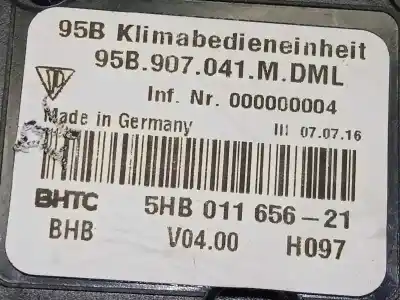 95B Klimabedieneinheit
95B.907.041.M.DML
Inf. Nr. 000000004
Made in Germany III 07.07.16
BHTC 5HB 011 656-21
BHB V04.00 H097